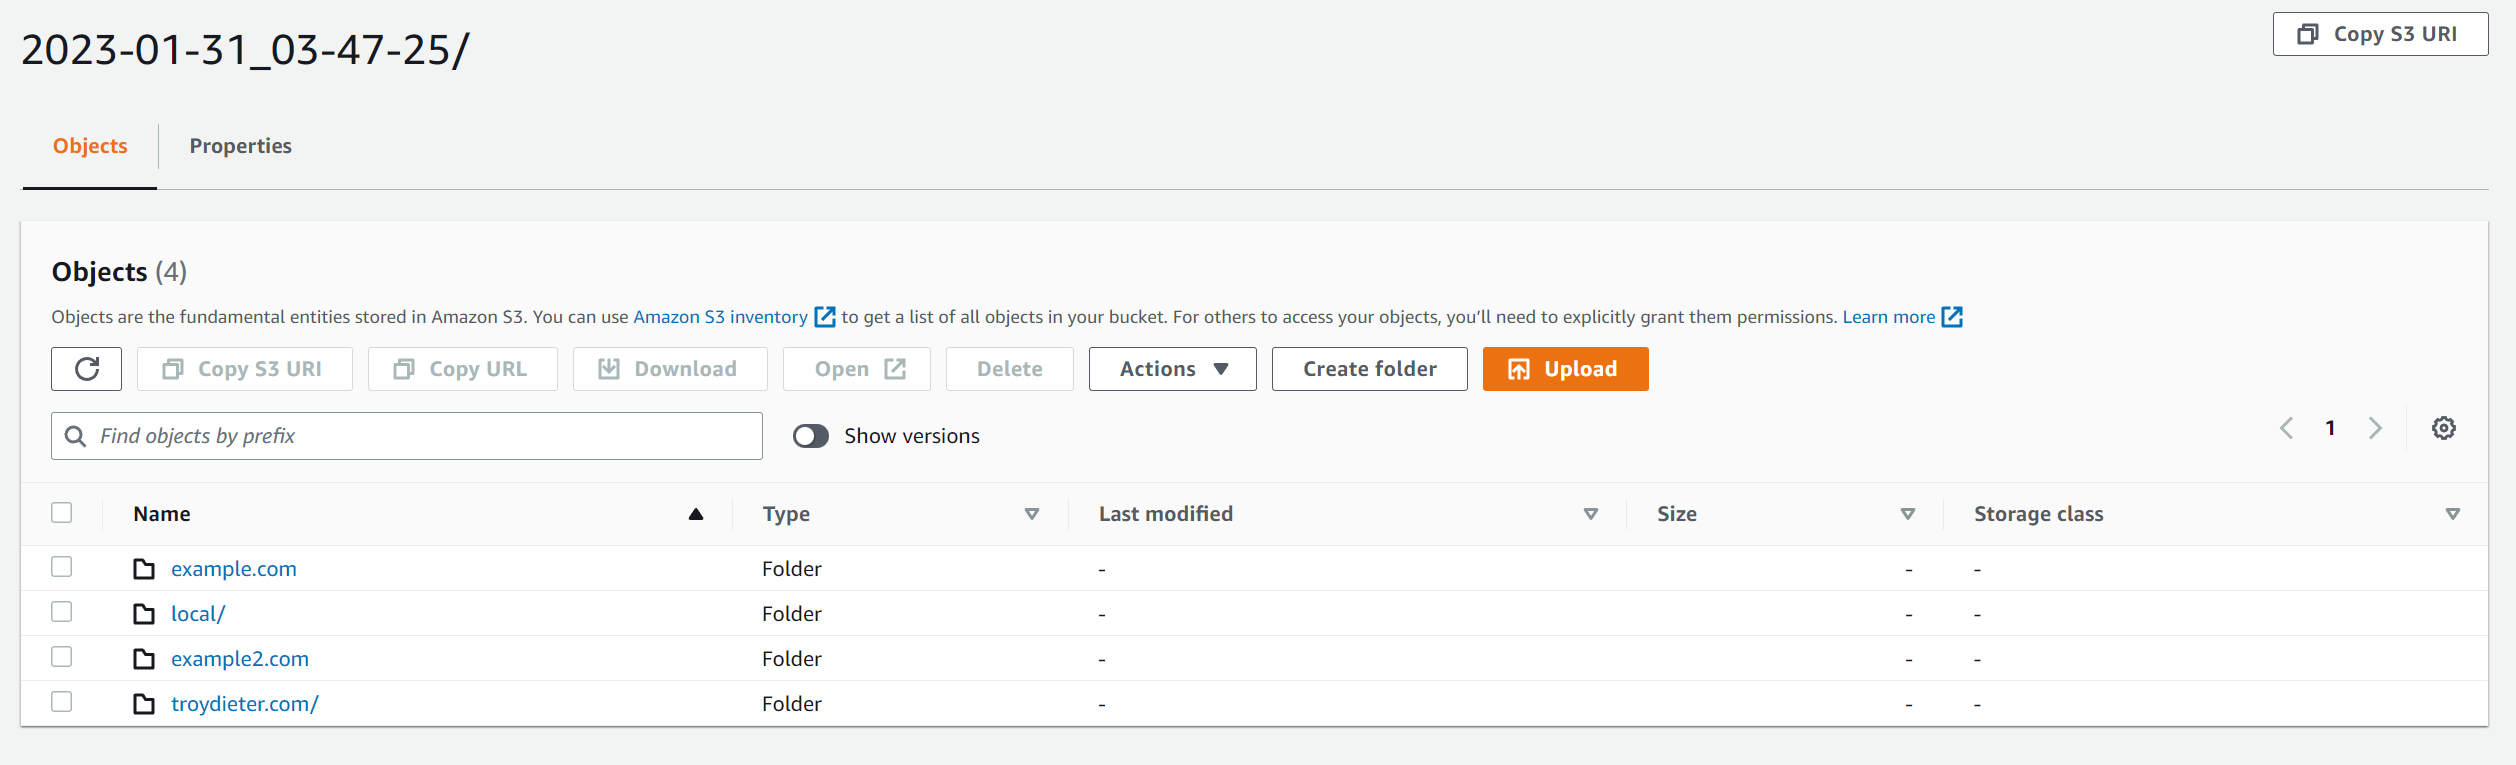 2023-01-31_03-47-25/
Copy S3 URI
Objects
Properties
Objects (4)
Objects are the fundamental entities stored in Amazon S3. You can use Amazon S3 inventory to get a list of all objects in your bucket. For others to access your objects, you'll need to explicitly grant them permissions. Learn more
Copy S3 URI Copy URL Download Open Delete Actions Create folder Upload
Find objects by prefix Show versions 1
Name Type Last modified Size Storage class
example.com Folder - - -
local/ Folder - - -
example2.com Folder - - -
troydieter.com/ Folder - - -